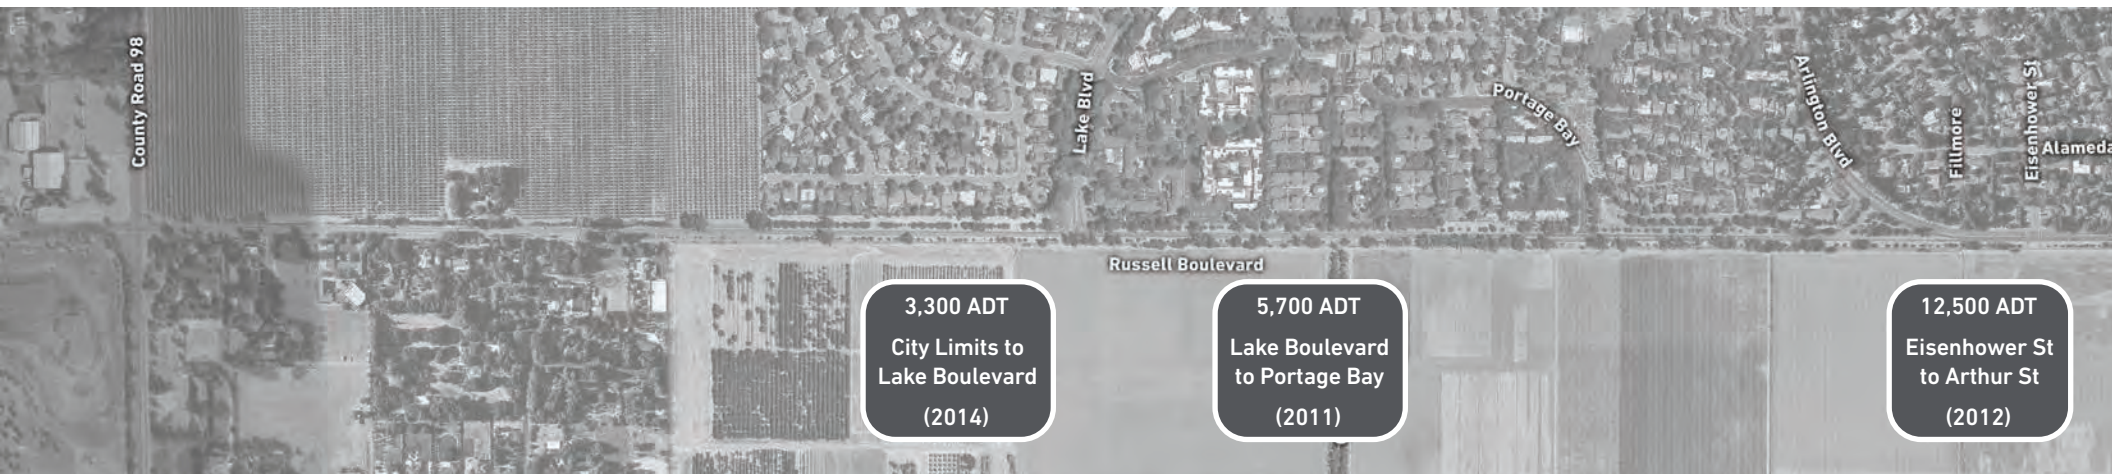 County Road 98
Lake Blvd
Portage Bay
Arlington Blvd
Fillmore
Eisenhower St
Alameda
Russell Boulevard
3,300 ADT
City Limits to
Lake Boulevard
(2014)
5,700 ADT
Lake Boulevard
to Portage Bay
(2011)
12,500 ADT
Eisenhower St
to Arthur St
(2012)